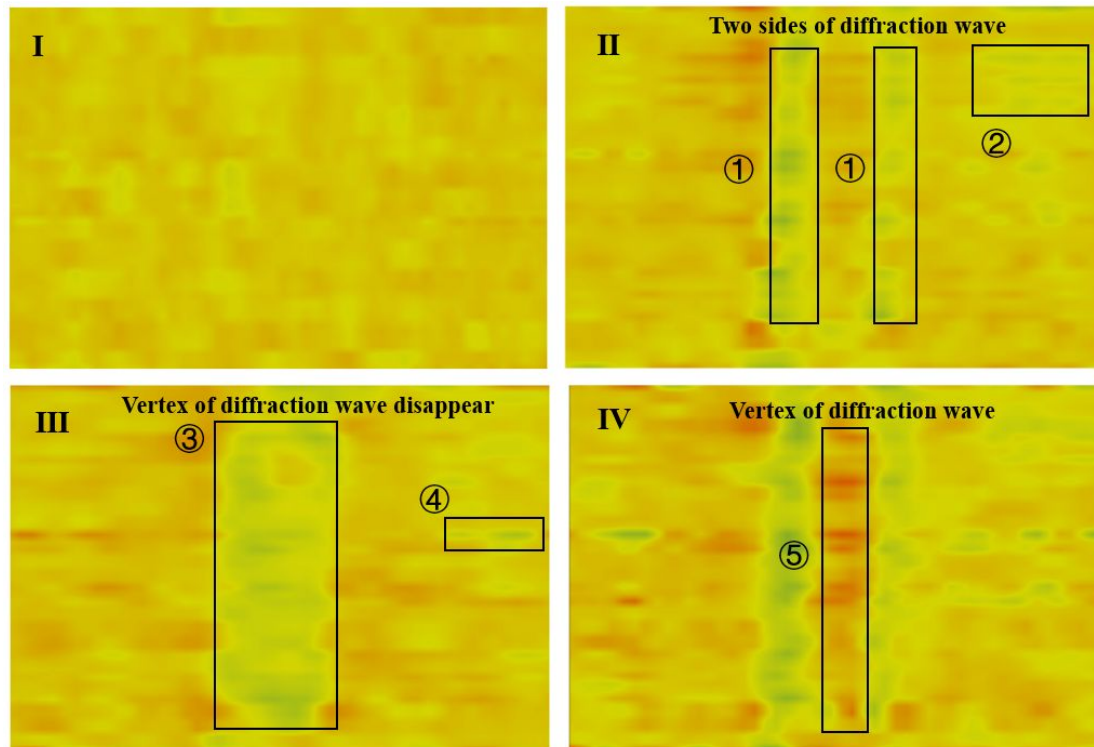 I
II
Two sides of diffraction wave
①
①
②
III
Vertex of diffraction wave disappear
③
④
IV
Vertex of diffraction wave
⑤